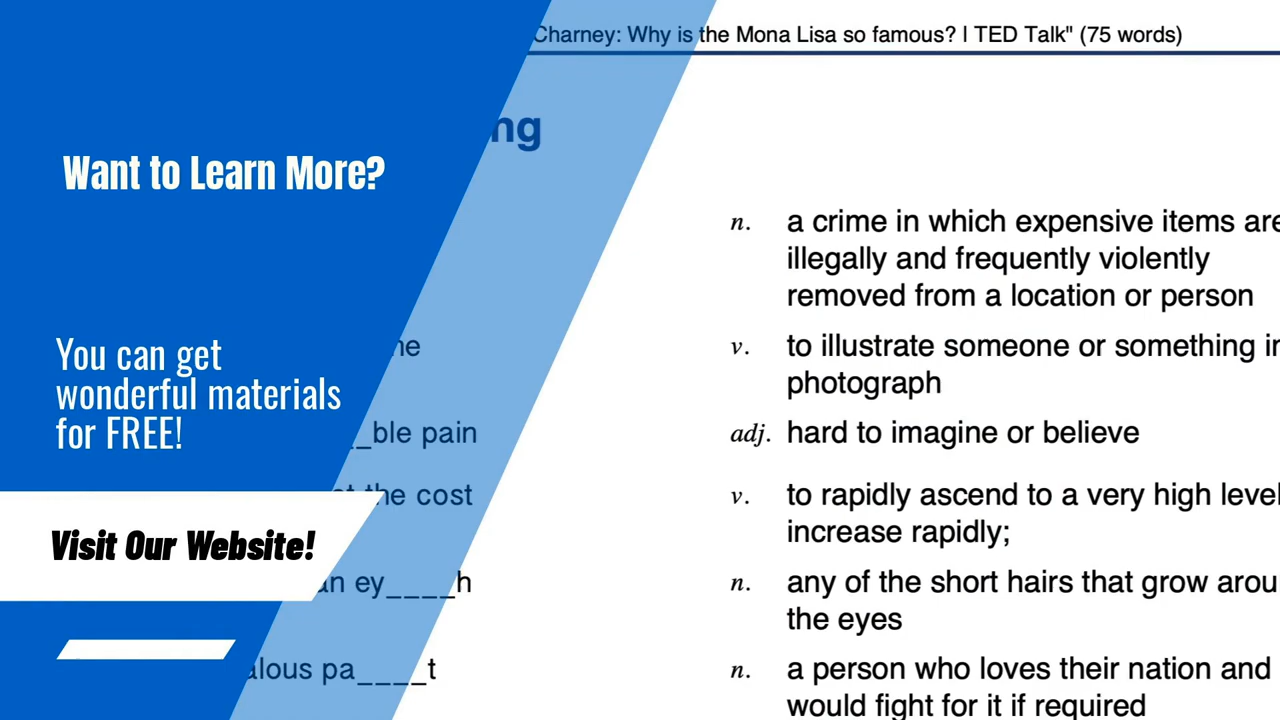 Charney: Why is the Mona Lisa so famous? | TED Talk" (75 words)
ng
Want to Learn More?
You can get
wonderful materials
for FREE!
Visit Our Website!
n. a crime in which expensive items are
illegally and frequently violently
removed from a location or person
he
v. to illustrate someone or something in
photograph
__ble pain
adj. hard to imagine or believe
the cost
v. to rapidly ascend to a very high level
increase rapidly;
an ey____h
n. any of the short hairs that grow arou
the eyes
alous pa____t
n. a person who loves their nation and
would fight for it if required